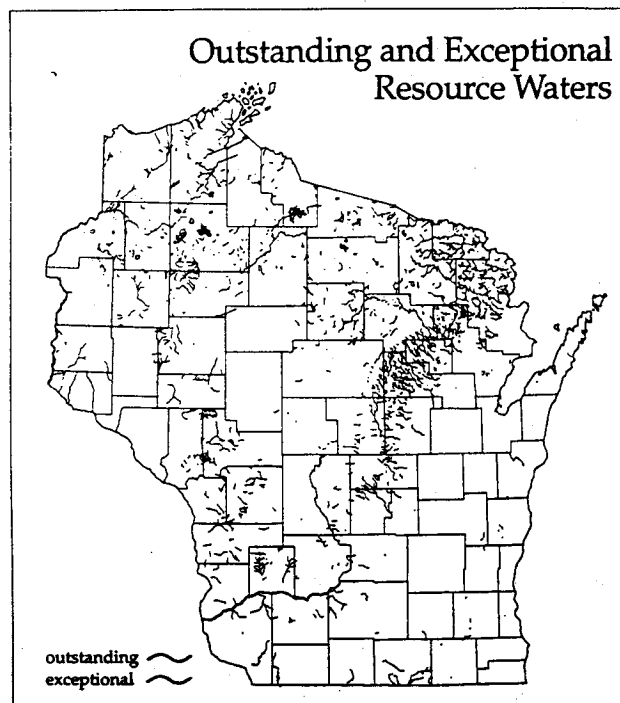 Outstanding and Exceptional
Resource Waters
outstanding
exceptional